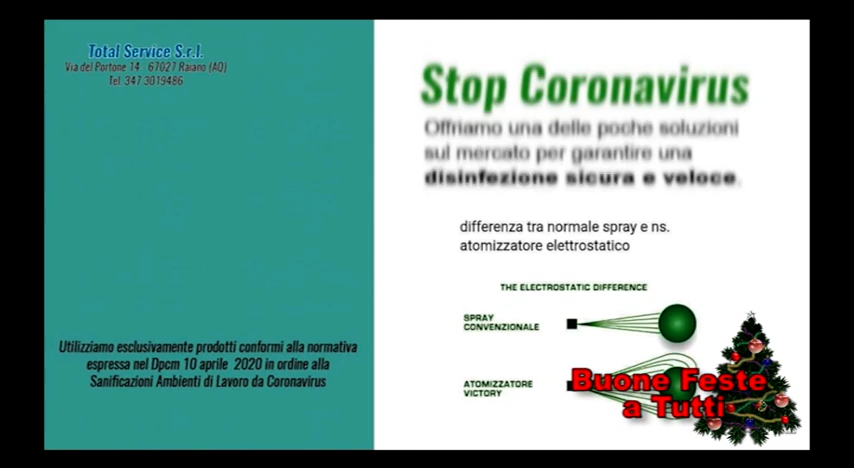 Total Service S.r.l.
Via del Portone 14 67027 Raiano (AQ)
Tel. 347 3019486
Utilizziamo esclusivamente prodotti conformi alla normativa
espressa nel Dpcm 10 aprile 2020 in ordine alla
Sanificazioni Ambienti di Lavoro da Coronavirus
Stop Coronavirus
Offriamo una delle poche soluzioni
sul mercato per garantire una
disinfezione sicura e veloce.
differenza tra normale spray e ns.
atomizzatore elettrostatico
THE ELECTROSTATIC DIFFERENCE
SPRAY
CONVENZIONALE
ATOMIZZATORE
VICTORY
Buone Feste
a Tutti